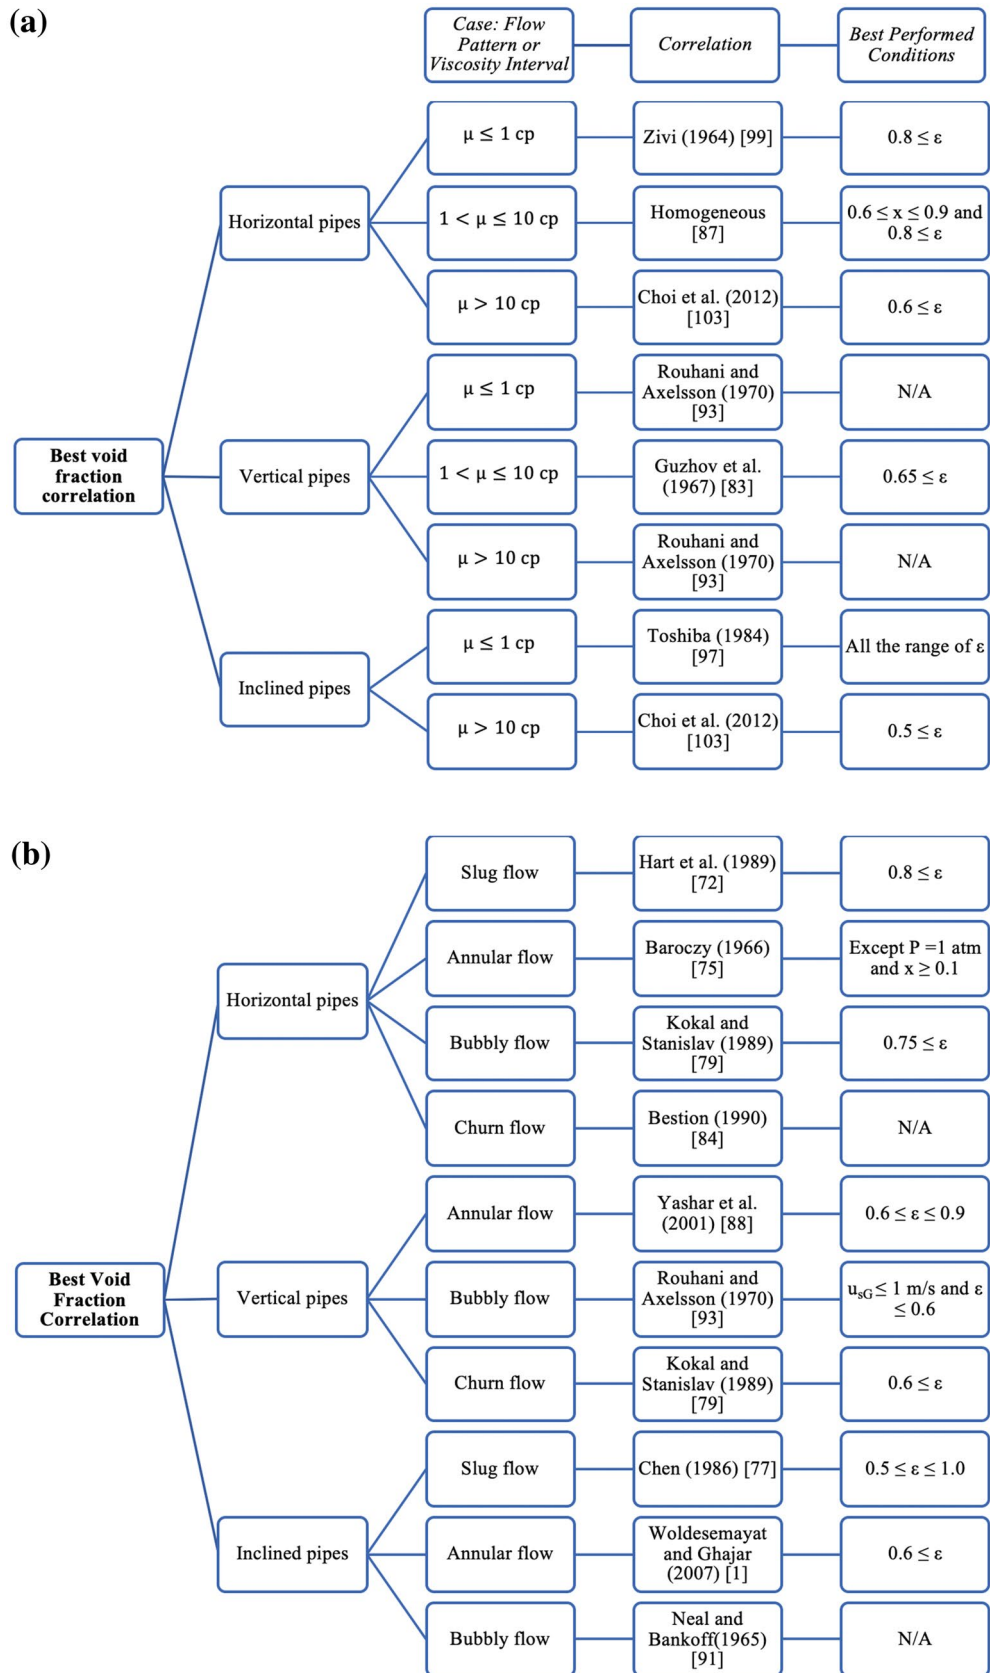 (a)
Case: Flow
Pattern or
Viscosity Interval
Correlation
Best Performed
Conditions
Best void
fraction
correlation
Horizontal pipes
μ ≤ 1 cp
Zivi (1964) [99]
0.8 ≤ ε
1 < μ ≤ 10 cp
Homogeneous
[87]
0.6 ≤ x ≤ 0.9 and
0.8 ≤ ε
μ > 10 cp
Choi et al. (2012)
[103]
0.6 ≤ ε
Vertical pipes
μ ≤ 1 cp
Rouhani and
Axelsson (1970)
[93]
N/A
1 < μ ≤ 10 cp
Guzhov et al.
(1967) [83]
0.65 ≤ ε
μ > 10 cp
Rouhani and
Axelsson (1970)
[93]
N/A
Inclined pipes
μ ≤ 1 cp
Toshiba (1984)
[97]
All the range of ε
μ > 10 cp
Choi et al. (2012)
[103]
0.5 ≤ ε
(b)
Best Void
Fraction
Correlation
Horizontal pipes
Slug flow
Hart et al. (1989)
[72]
0.8 ≤ ε
Annular flow
Baroczy (1966)
[75]
Except P =1 atm
and x ≥ 0.1
Bubbly flow
Kokal and
Stanislav (1989)
[79]
0.75 ≤ ε
Churn flow
Bestion (1990)
[84]
N/A
Vertical pipes
Annular flow
Yashar et al.
(2001) [88]
0.6 ≤ ε ≤ 0.9
Bubbly flow
Rouhani and
Axelsson (1970)
[93]
u_sG ≤ 1 m/s and ε
≤ 0.6
Churn flow
Kokal and
Stanislav (1989)
[79]
0.6 ≤ ε
Inclined pipes
Slug flow
Chen (1986) [77]
0.5 ≤ ε ≤ 1.0
Annular flow
Woldesemayat
and Ghajar
(2007) [1]
0.6 ≤ ε
Bubbly flow
Neal and
Bankoff(1965)
[91]
N/A